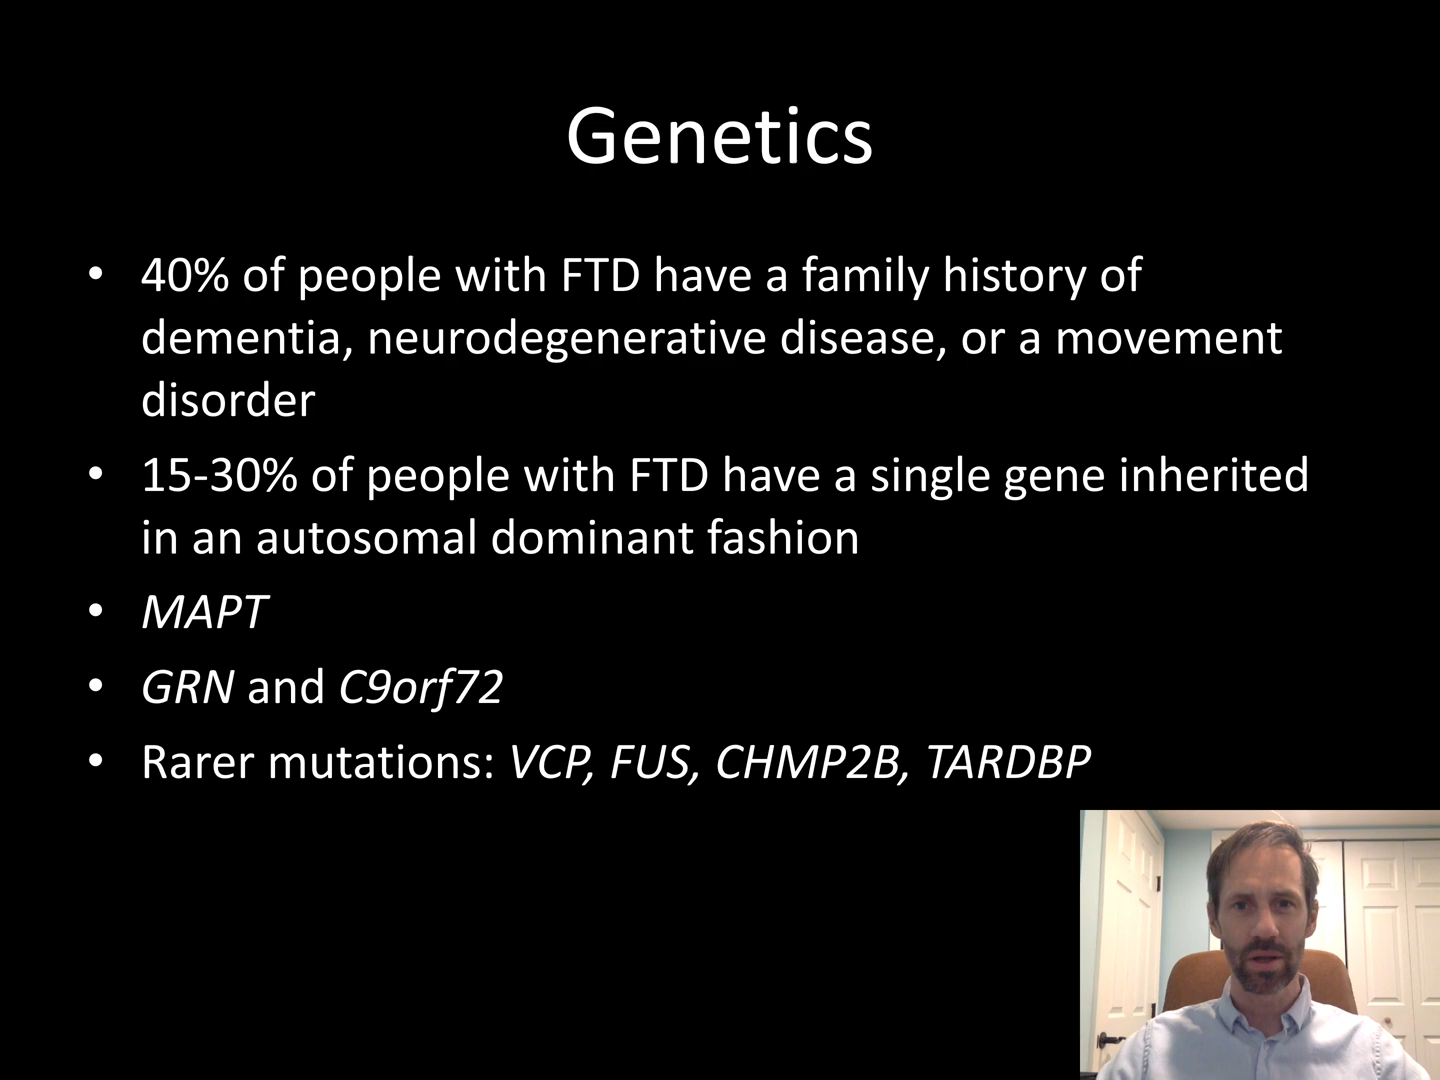 Genetics
• 40% of people with FTD have a family history of
dementia, neurodegenerative disease, or a movement
disorder
• 15-30% of people with FTD have a single gene inherited
in an autosomal dominant fashion
• MAPT
• GRN and C9orf72
• Rarer mutations: VCP, FUS, CHMP2B, TARDBP